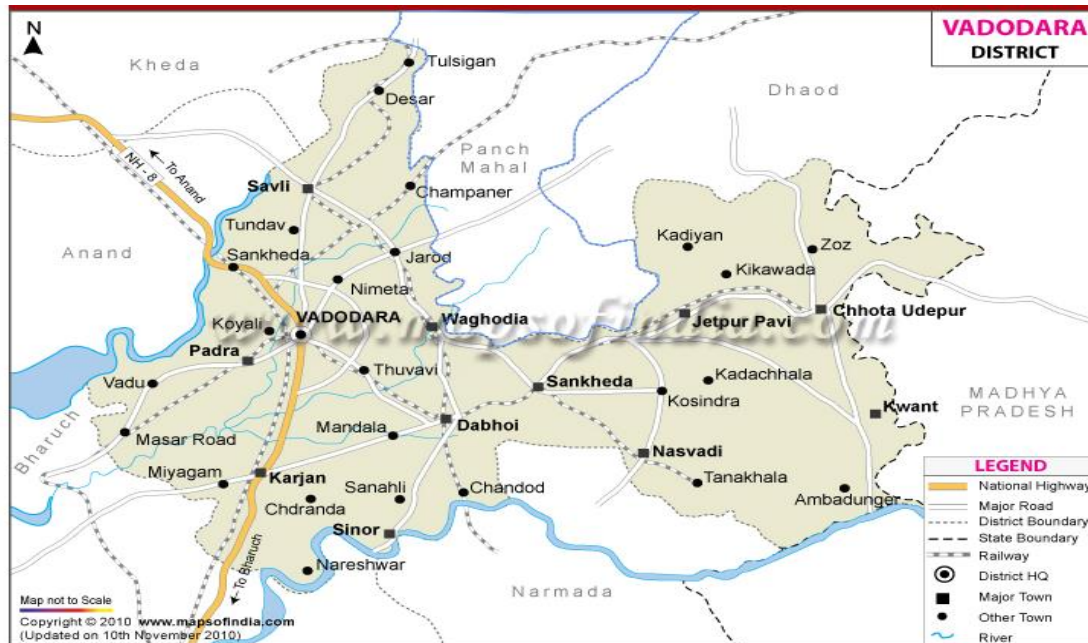 VADODARA
DISTRICT
N
Kheda
Tulsigan
Desar
Dhaod
Panch
Mahal
NH - 8
To Anand
Savli
Champaner
Tundav
Kadiyan
Zoz
Anand
Sankheda
Jarod
Kikawada
Nimeta
www.mapsofindia.com
Koyali
VADODARA
Waghodia
Jetpur Pavi
Chhota Udepur
Padra
Vadu
Thuvavi
Sankheda
Kadachhala
Kosindra
MADHYA
PRADESH
Kwant
Bharuch
Masar Road
Mandala
Dabhoi
Nasvadi
Miyagam
Karjan
Sanahli
Chandod
Tanakhala
Ambadunger
Chdranda
Sinor
Nareshwar
To Bharuch
Narmada
LEGEND
National Highway
Major Road
District Boundary
State Boundary
Railway
District HQ
Major Town
Other Town
River
Map not to Scale
Copyright © 2010 www.mapsofindia.com
(Updated on 10th November 2010)